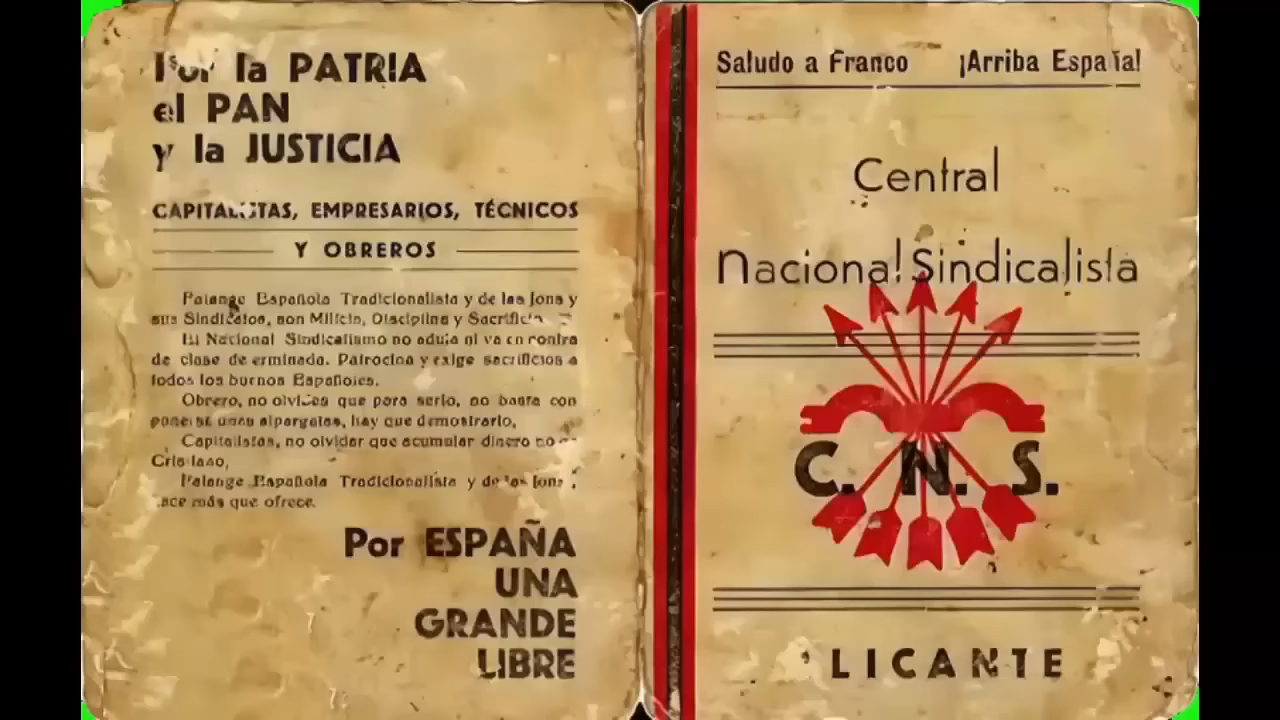 Por la PATRIA
el PAN
y la JUSTICIA
CAPITALISTAS, EMPRESARIOS, TÉCNICOS
Y OBREROS
Falange Española Tradicionalista y de las Jons y
sus Sindicatos, son Milicia, Disciplina y Sacrificio.
El Nacional Sindicalismo no adula ni va en contra
de clase determinada. Patrocina y exige sacrificios a
todos los buenos Españoles.
Obrero, no olvides que para serlo, no basta con
ponerse unas alpargatas, hay que demostrarlo,
Capitalistas, no olvidar que acumular dinero no es
Cristiano,
Falange Española Tradicionalista y de las Jons,
hace más que ofrece.
Por ESPAÑA
UNA
GRANDE
LIBRE
Saludo a Franco ¡Arriba España!
Central
Nacional Sindicalista
C. N. S.
ALICANTE